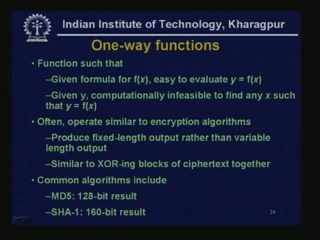 Indian Institute of Technology, Kharagpur
One-way functions
• Function such that
–Given formula for f(x), easy to evaluate y = f(x)
–Given y, computationally infeasible to find any x such
that y = f(x)
• Often, operate similar to encryption algorithms
–Produce fixed-length output rather than variable
length output
–Similar to XOR-ing blocks of ciphertext together
• Common algorithms include
–MD5: 128-bit result
–SHA-1: 160-bit result